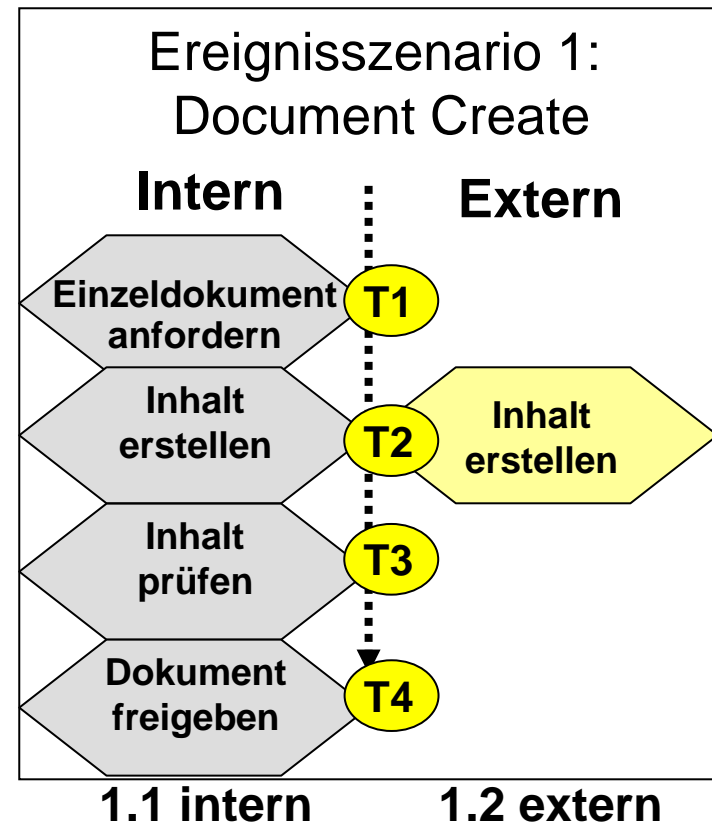 Ereignisszenario 1:
Document Create
Intern
Extern
Einzeldokument
anfordern
T1
Inhalt
erstellen
T2
Inhalt
erstellen
Inhalt
prüfen
T3
Dokument
freigeben
T4
1.1 intern
1.2 extern